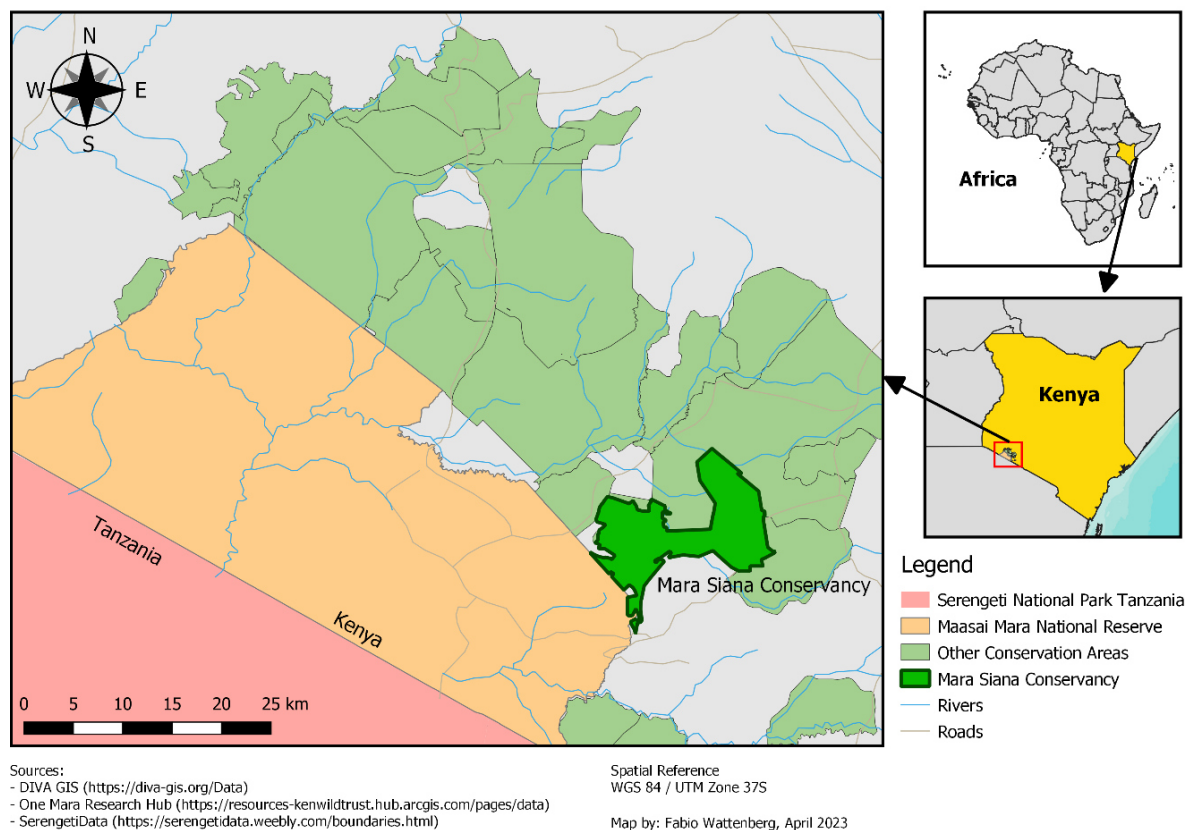 N
W E
S
Africa
Kenya
Tanzania
Kenya
Mara Siana Conservancy
0 5 10 15 20 25 km
Legend
Serengeti National Park Tanzania
Maasai Mara National Reserve
Other Conservation Areas
Mara Siana Conservancy
Rivers
Roads
Sources:
- DIVA GIS (https://diva-gis.org/Data)
- One Mara Research Hub (https://resources-kenwildtrust.hub.arcgis.com/pages/data)
- SerengetiData (https://serengetidata.weebly.com/boundaries.html)
Spatial Reference
WGS 84 / UTM Zone 37S
Map by: Fabio Wattenberg, April 2023